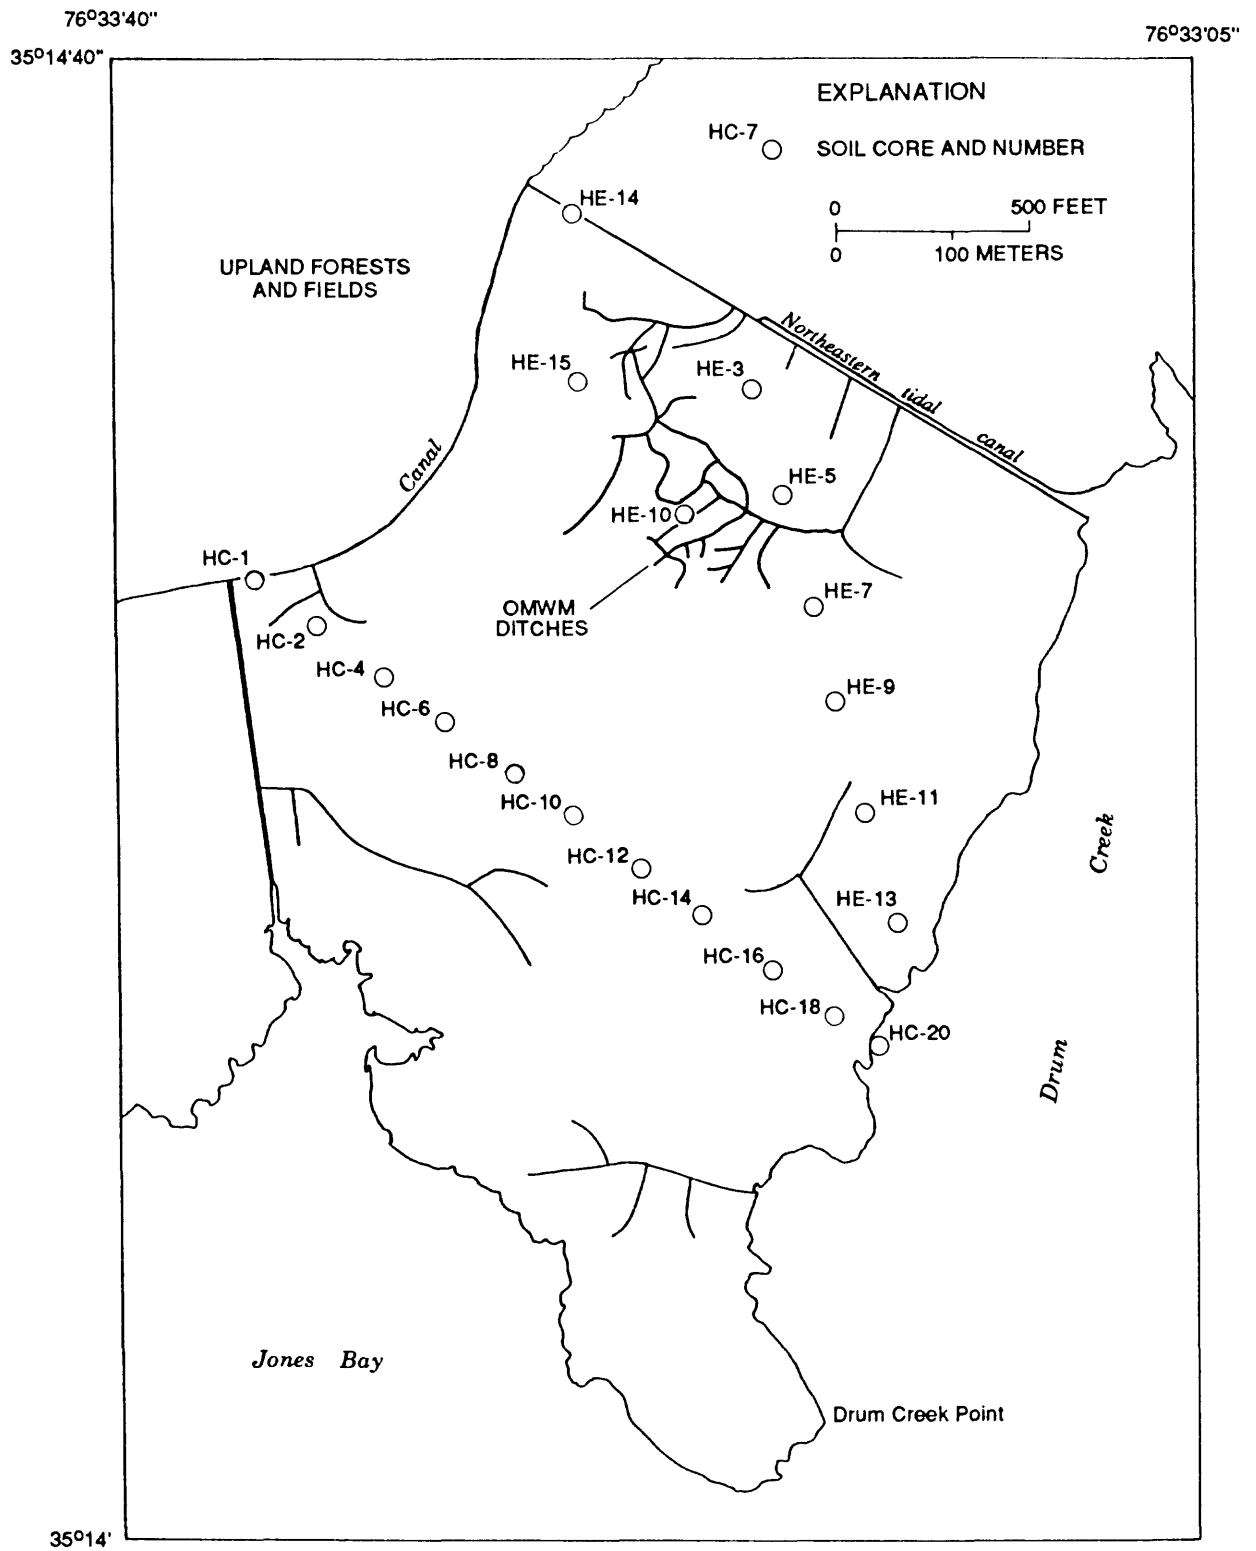 76°33'40"
76°33'05"
35°14'40"
EXPLANATION
HC-7
SOIL CORE AND NUMBER
HE-14
0
500 FEET
0
100 METERS
UPLAND FORESTS
AND FIELDS
Northeastern tidal canal
HE-15
HE-3
Canal
HE-5
HE-10
HC-1
HE-7
OMWM
DITCHES
HC-2
HC-4
HE-9
HC-6
HC-8
HC-10
HE-11
HC-12
HC-14
HE-13
HC-16
HC-18
HC-20
Drum Creek
Jones Bay
Drum Creek Point
35°14'